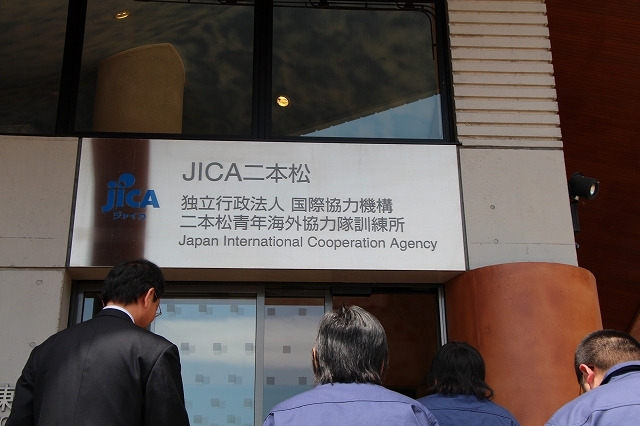 JICA二本松
JICA
ジャイカ
独立行政法人 国際協力機構
二本松青年海外協力隊訓練所
Japan International Cooperation Agency
東